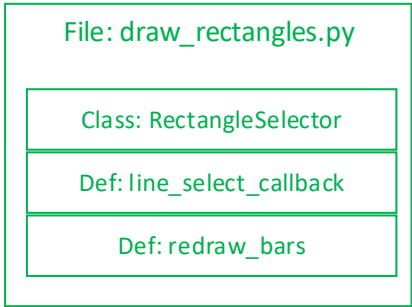 File: draw_rectangles.py
Class: RectangleSelector
Def: line_select_callback
Def: redraw_bars